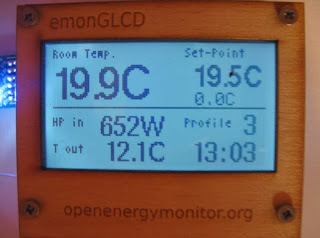 emonGLCD
Room Temp. Set-Point
19.9C 19.5C
0.0C
HP in 652W Profile 3
T out 12.1C 13:03
openenergymonitor.org